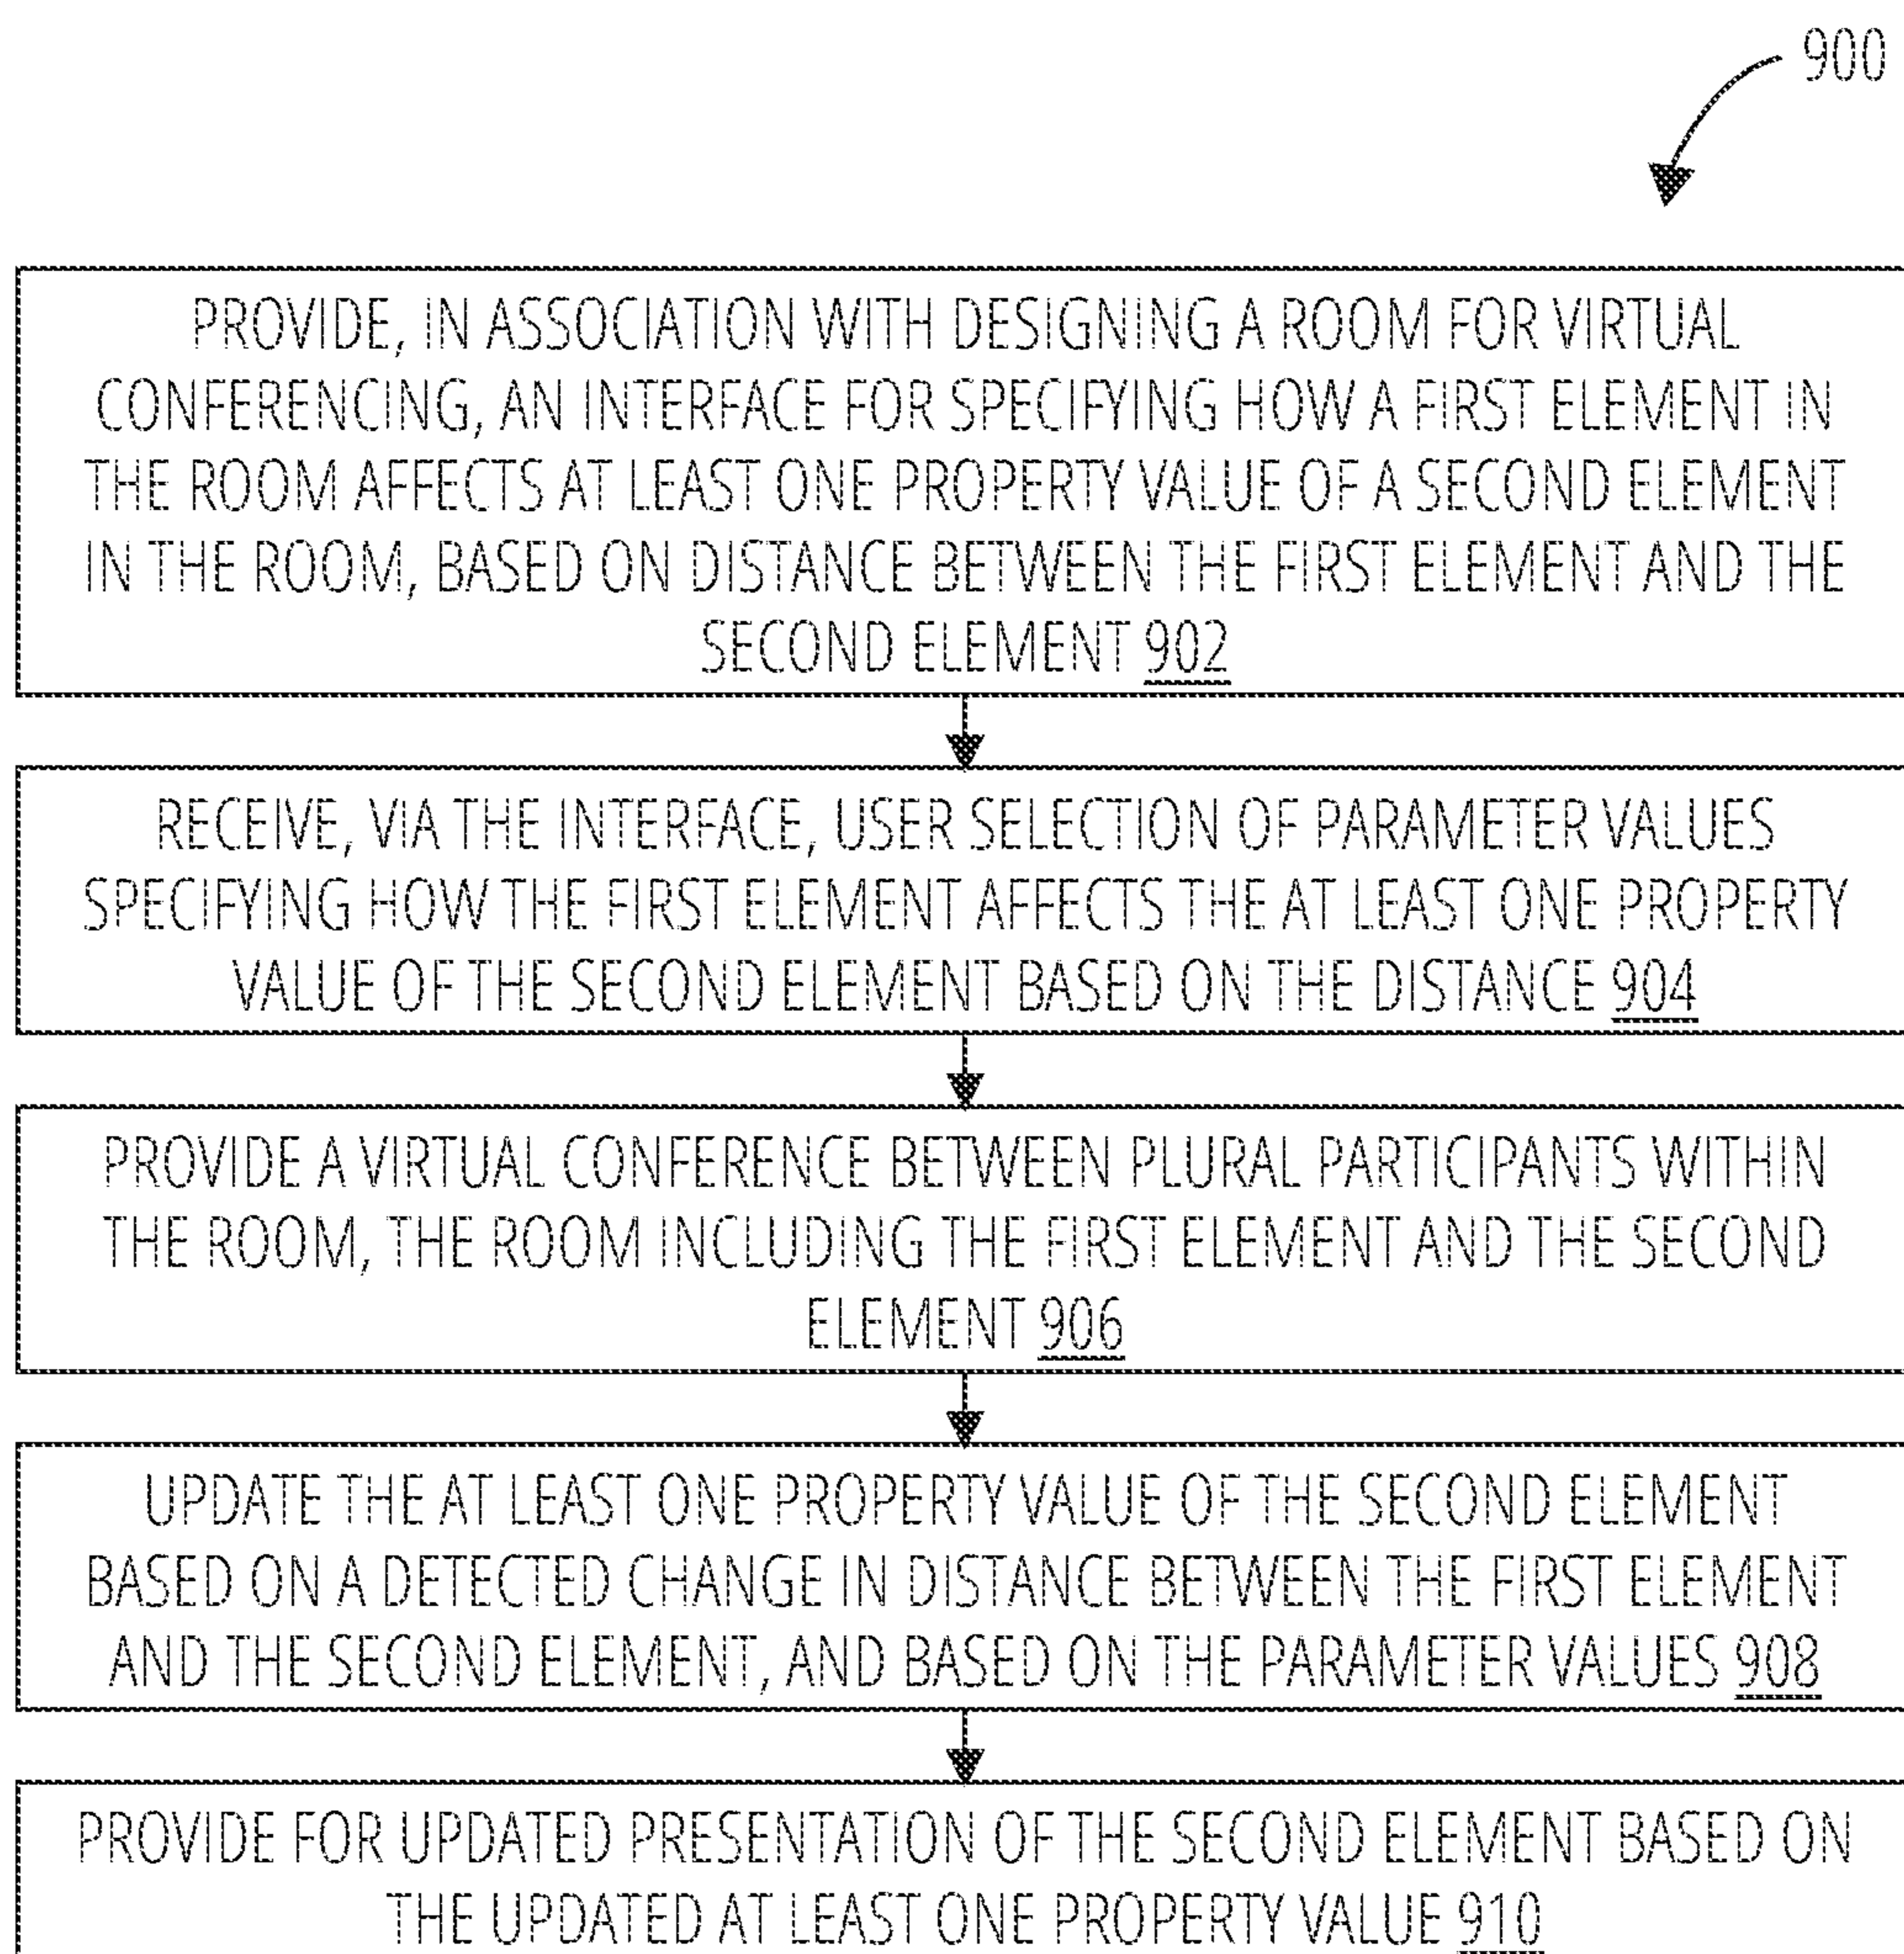 900
PROVIDE, IN ASSOCIATION WITH DESIGNING A ROOM FOR VIRTUAL
CONFERENCING, AN INTERFACE FOR SPECIFYING HOW A FIRST ELEMENT IN
THE ROOM AFFECTS AT LEAST ONE PROPERTY VALUE OF A SECOND ELEMENT
IN THE ROOM, BASED ON DISTANCE BETWEEN THE FIRST ELEMENT AND THE
SECOND ELEMENT 902
RECEIVE, VIA THE INTERFACE, USER SELECTION OF PARAMETER VALUES
SPECIFYING HOW THE FIRST ELEMENT AFFECTS THE AT LEAST ONE PROPERTY
VALUE OF THE SECOND ELEMENT BASED ON THE DISTANCE 904
PROVIDE A VIRTUAL CONFERENCE BETWEEN PLURAL PARTICIPANTS WITHIN
THE ROOM, THE ROOM INCLUDING THE FIRST ELEMENT AND THE SECOND
ELEMENT 906
UPDATE THE AT LEAST ONE PROPERTY VALUE OF THE SECOND ELEMENT
BASED ON A DETECTED CHANGE IN DISTANCE BETWEEN THE FIRST ELEMENT
AND THE SECOND ELEMENT, AND BASED ON THE PARAMETER VALUES 908
PROVIDE FOR UPDATED PRESENTATION OF THE SECOND ELEMENT BASED ON
THE UPDATED AT LEAST ONE PROPERTY VALUE 910